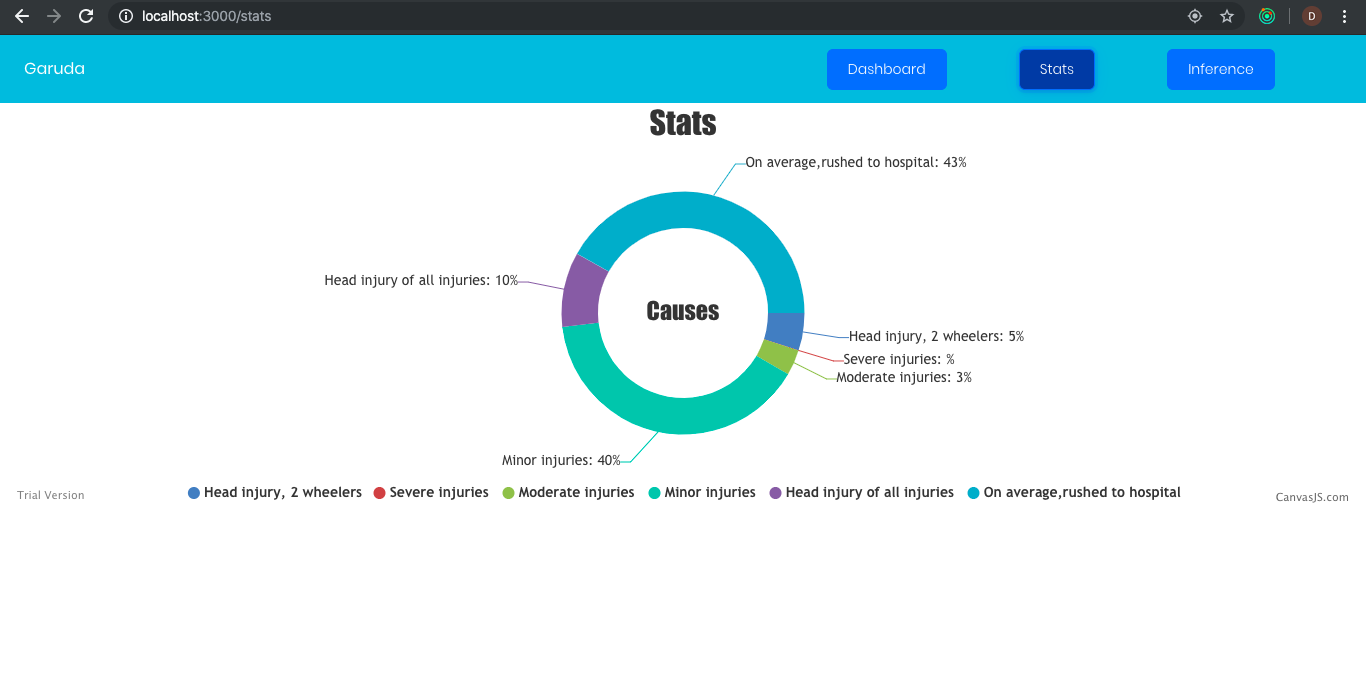 localhost:3000/stats
D
Garuda
Dashboard
Stats
Inference
Stats
On average,rushed to hospital: 43%
Head injury of all injuries: 10%
Causes
Head injury, 2 wheelers: 5%
Severe injuries: %
Moderate injuries: 3%
Minor injuries: 40%
Trial Version
Head injury, 2 wheelers
Severe injuries
Moderate injuries
Minor injuries
Head injury of all injuries
On average,rushed to hospital
CanvasJS.com